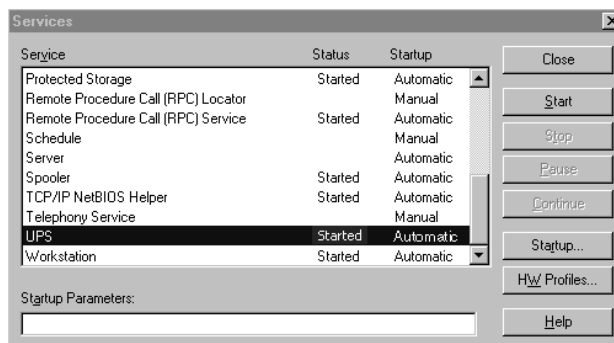 Services
Service Status Startup
Protected Storage Started Automatic
Remote Procedure Call (RPC) Locator Manual
Remote Procedure Call (RPC) Service Started Automatic
Schedule Manual
Server Automatic
Spooler Started Automatic
TCP/IP NetBIOS Helper Started Automatic
Telephony Service Manual
UPS Started Automatic
Workstation Started Automatic
Startup Parameters:
Close
Start
Stop
Pause
Continue
Startup...
HW Profiles...
Help